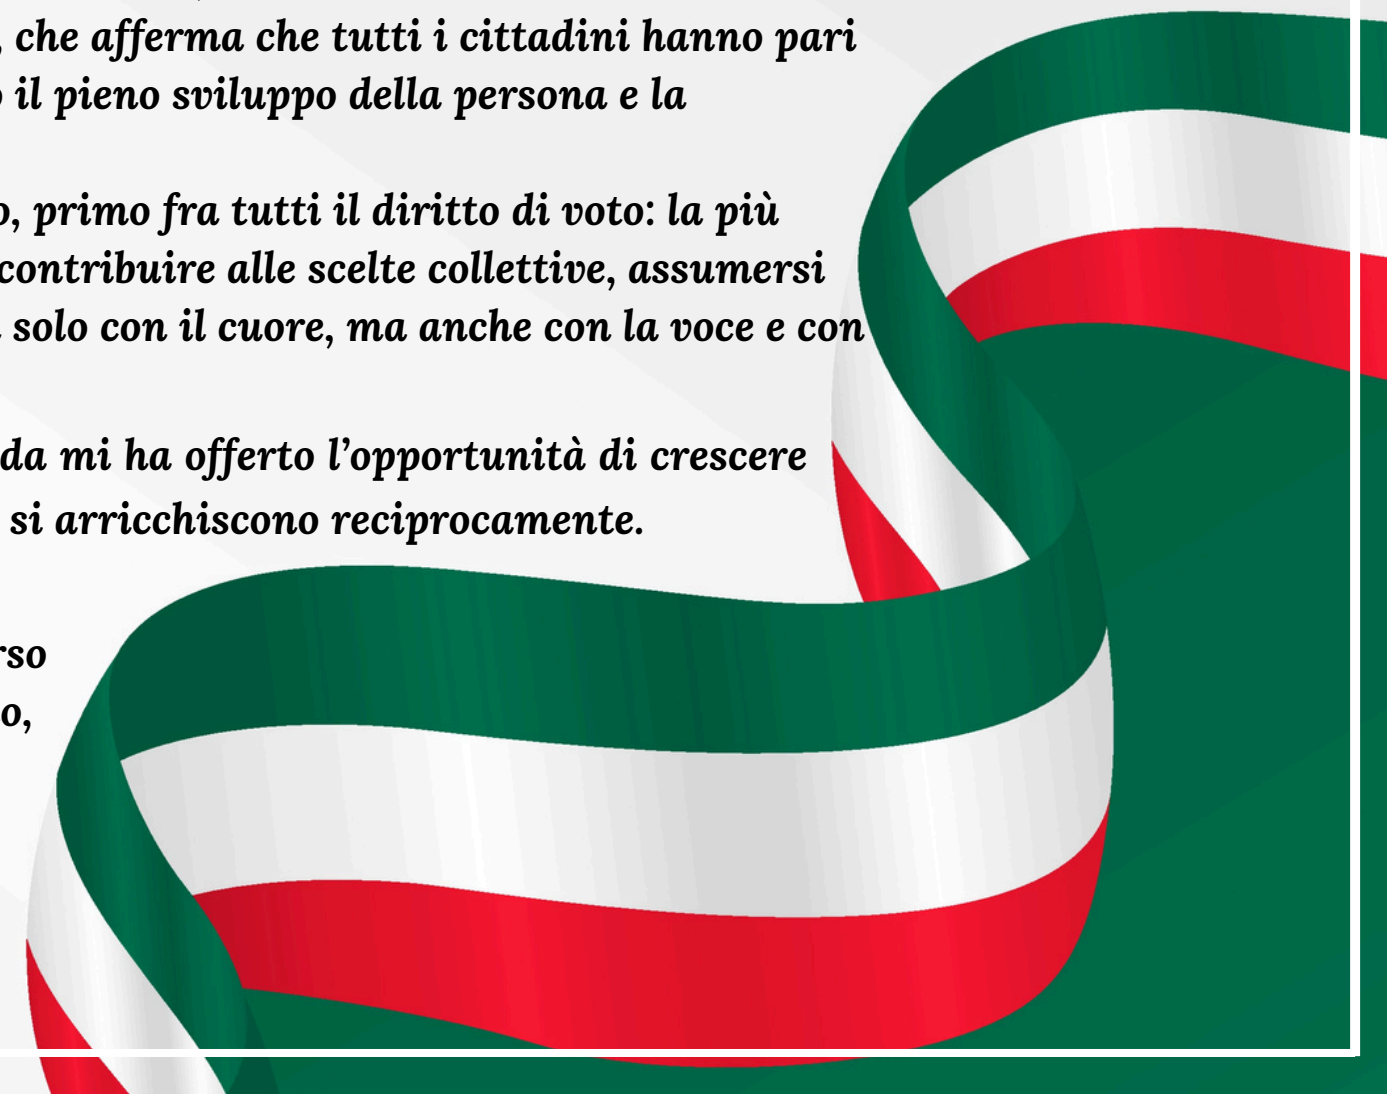 , che afferma che tutti i cittadini hanno pari
il pieno sviluppo della persona e la
o, primo fra tutti il diritto di voto: la più
contribuire alle scelte collettive, assumersi
solo con il cuore, ma anche con la voce e con
da mi ha offerto l’opportunità di crescere
si arricchiscono reciprocamente.
rso
o,